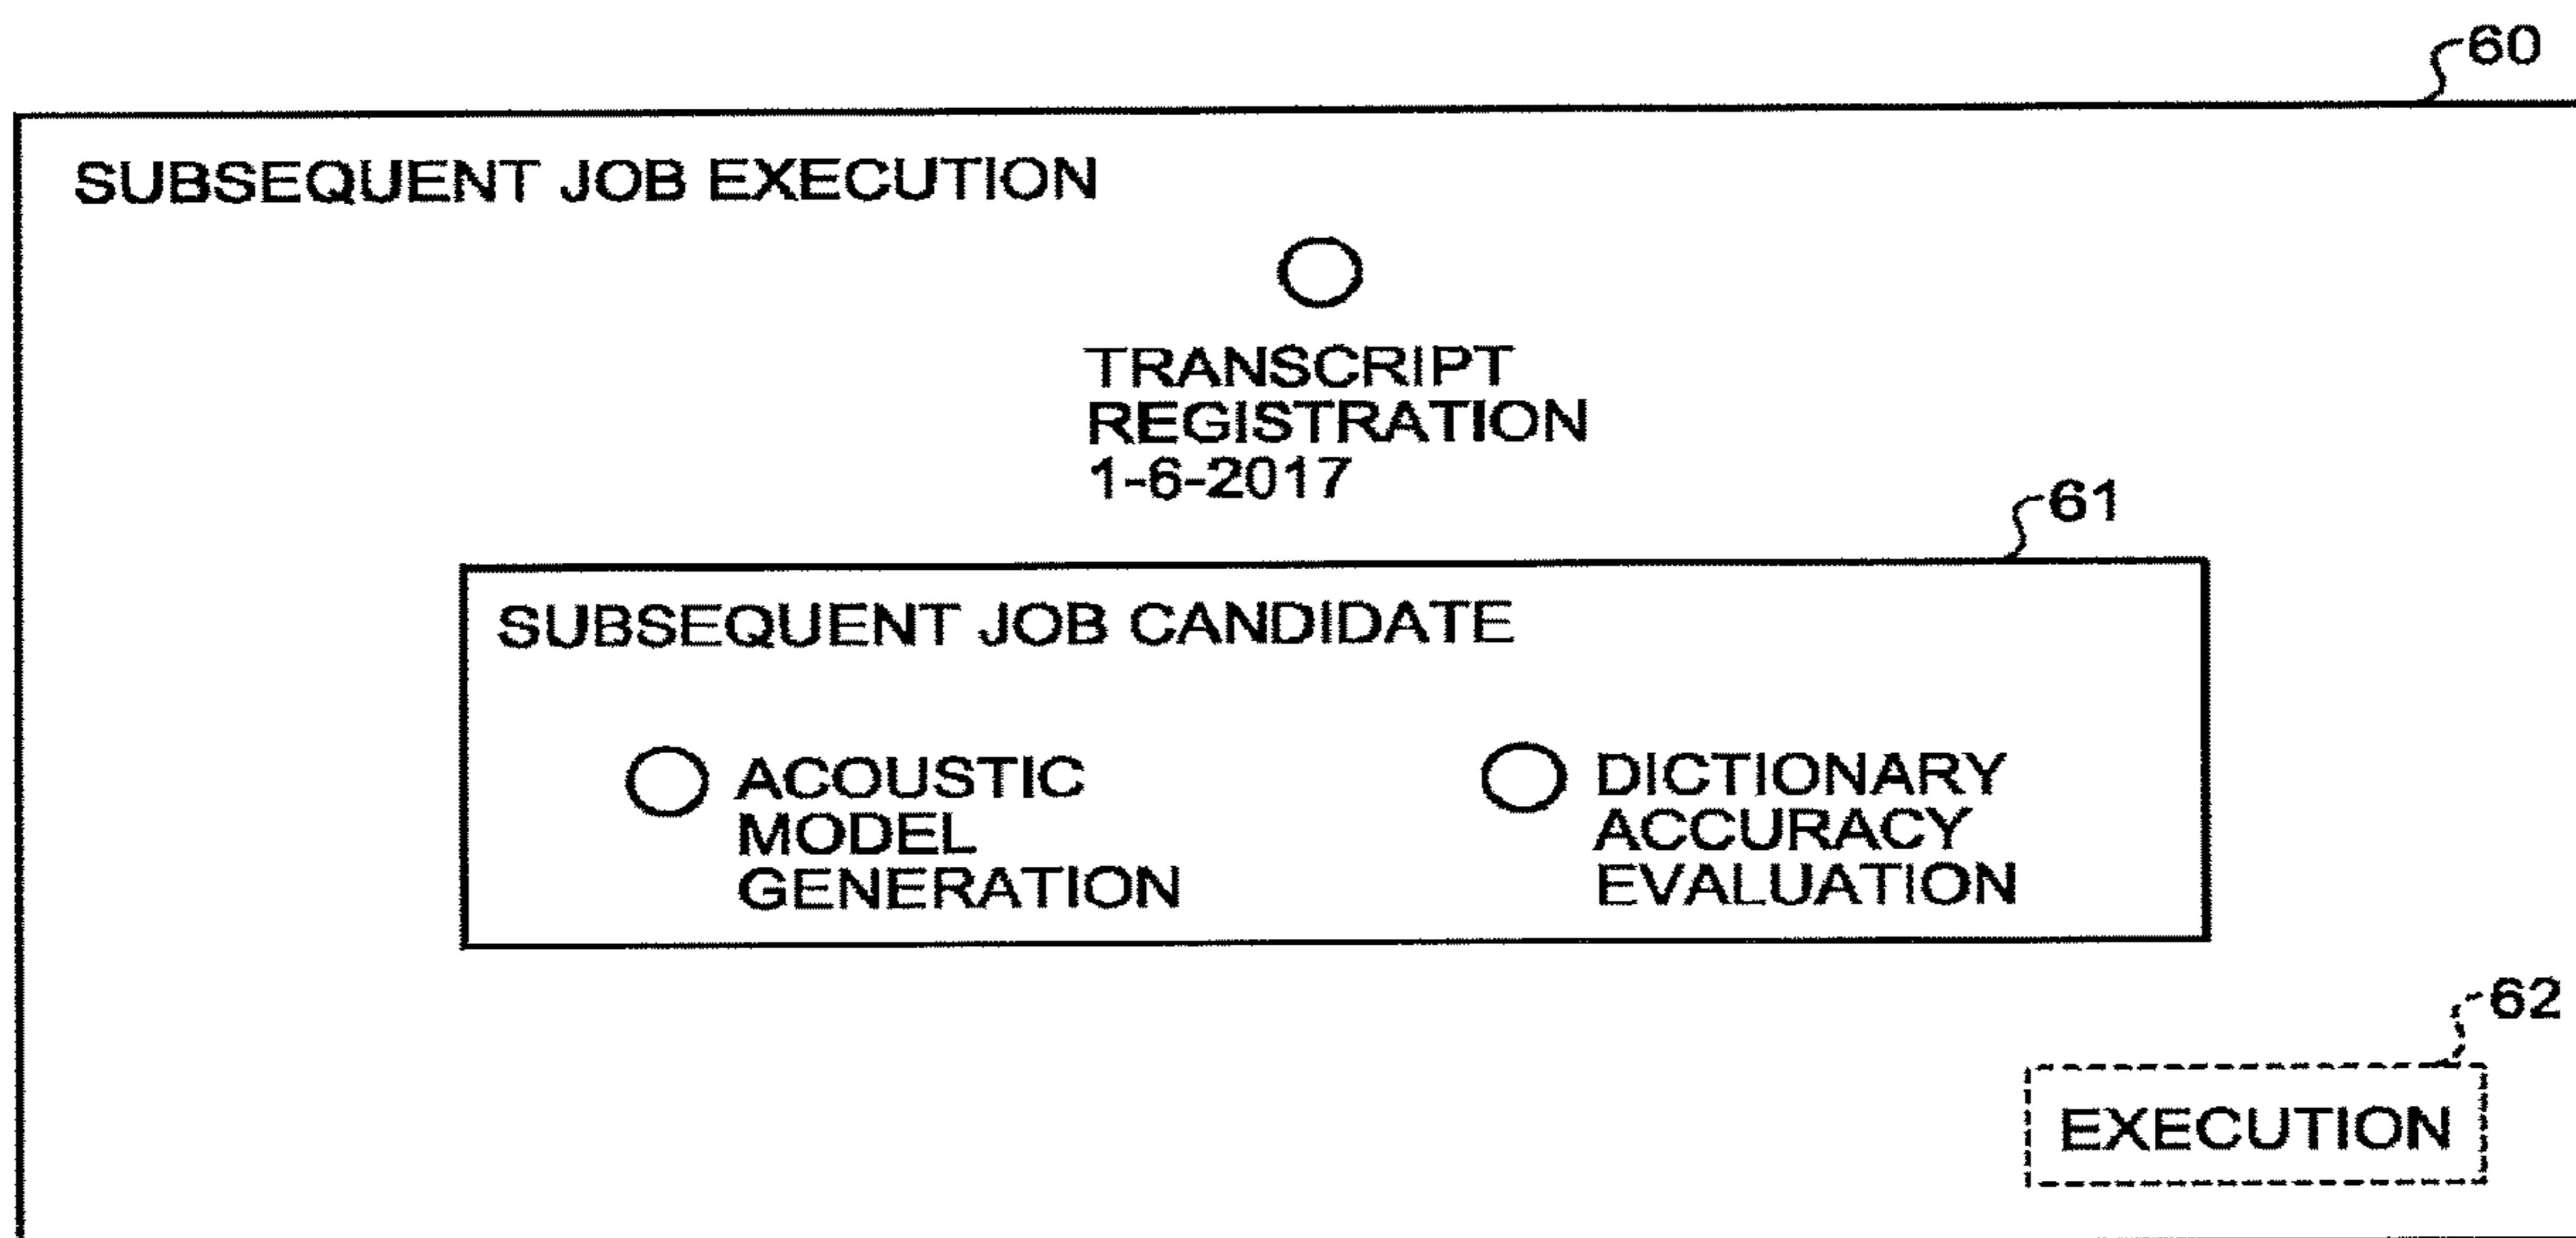 60
SUBSEQUENT JOB EXECUTION
TRANSCRIPT
REGISTRATION
1-6-2017
61
SUBSEQUENT JOB CANDIDATE
ACOUSTIC
MODEL
GENERATION
DICTIONARY
ACCURACY
EVALUATION
62
EXECUTION